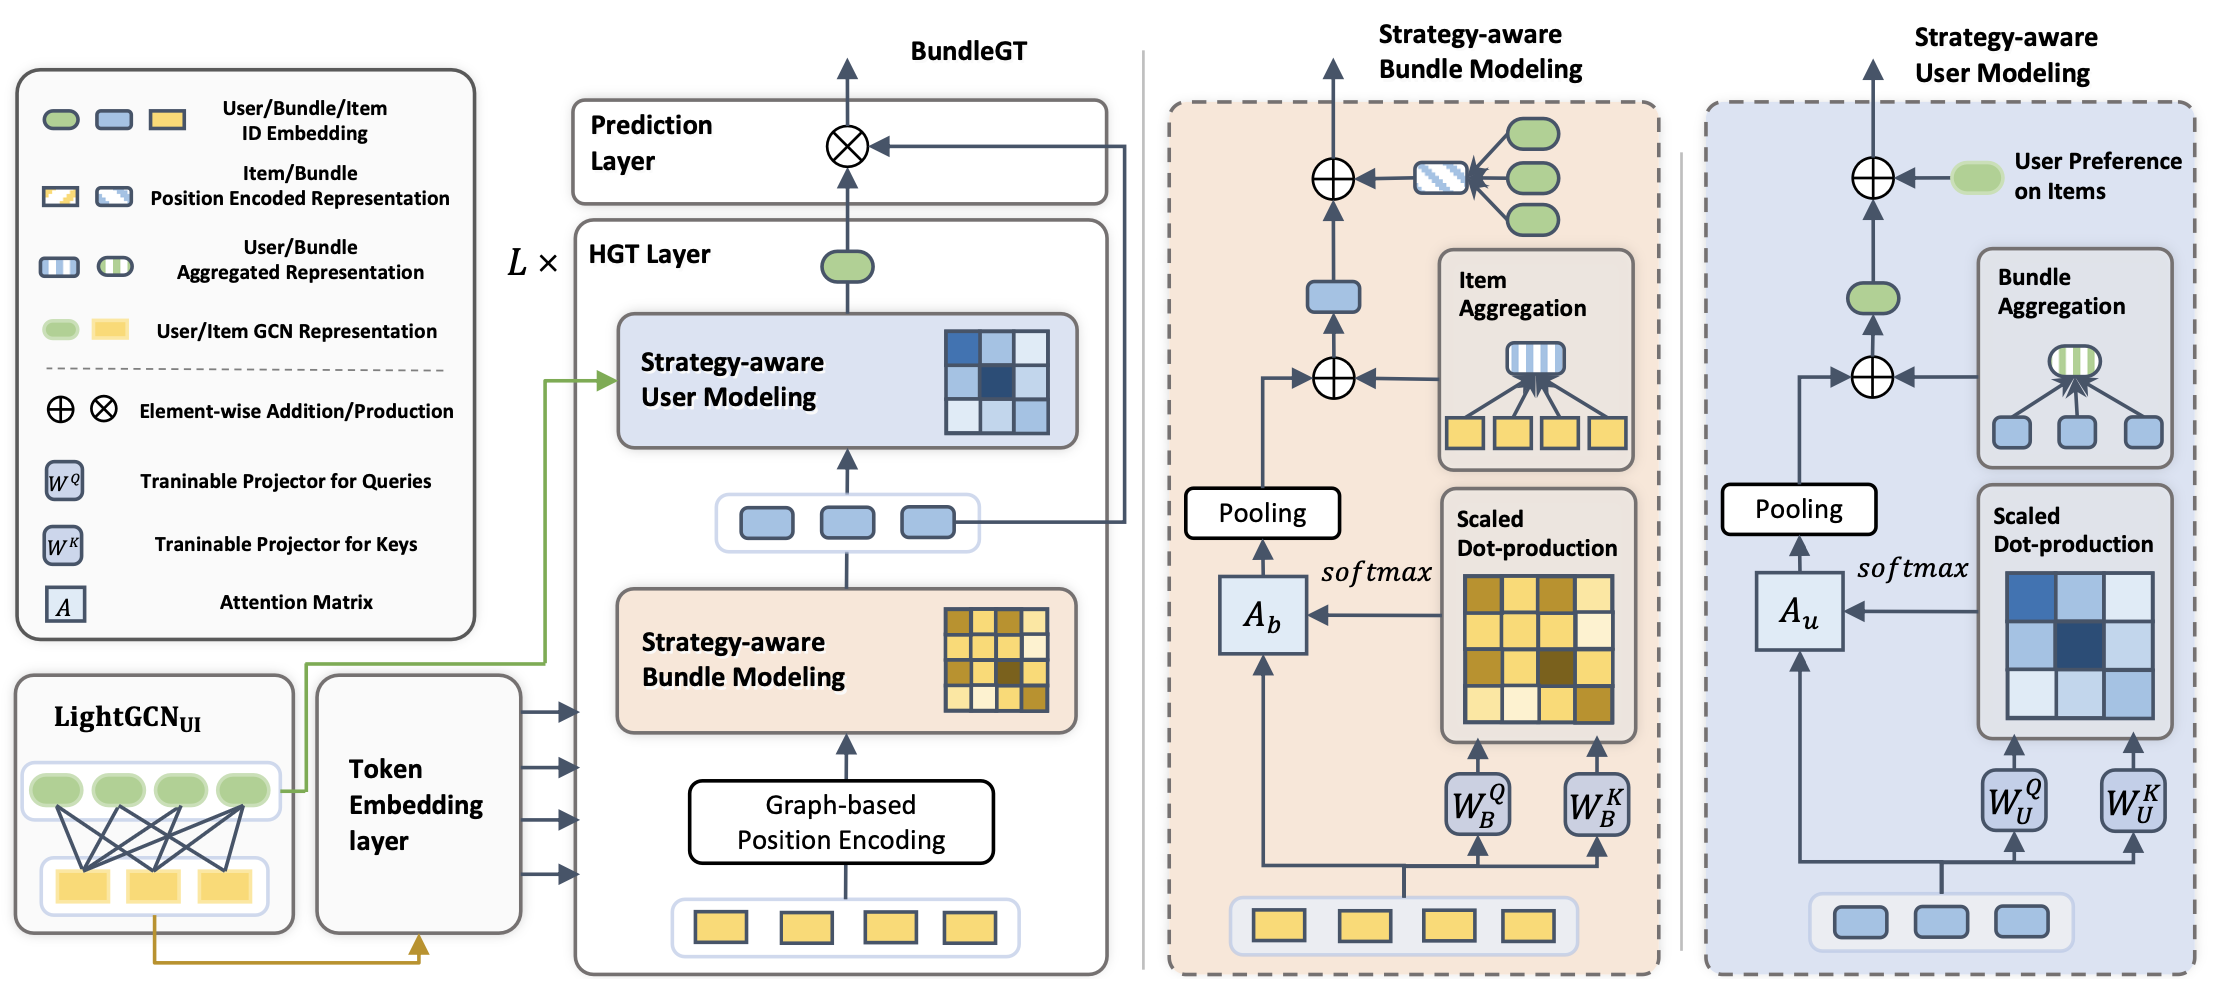 User/Bundle/Item
ID Embedding
Item/Bundle
Position Encoded Representation
User/Bundle
Aggregated Representation
User/Item GCN Representation
Element-wise Addition/Production
W^Q
Traninable Projector for Queries
W^K
Traninable Projector for Keys
A
Attention Matrix
LightGCN_UI
Token
Embedding
layer
BundleGT
Prediction
Layer
L ×
HGT Layer
Strategy-aware
User Modeling
Strategy-aware
Bundle Modeling
Graph-based
Position Encoding
Strategy-aware
Bundle Modeling
Item
Aggregation
Pooling
Scaled
Dot-production
softmax
A_b
W_B^Q
W_B^K
Strategy-aware
User Modeling
User Preference
on Items
Bundle
Aggregation
Pooling
Scaled
Dot-production
softmax
A_u
W_U^Q
W_U^K